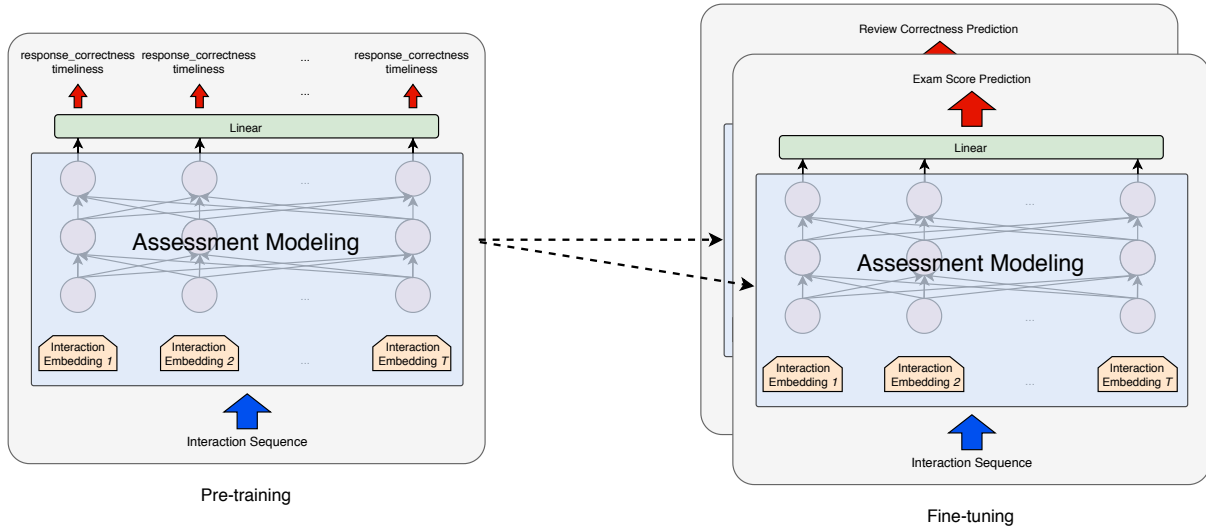 response_correctness response_correctness ... response_correctness
timeliness timeliness timeliness
...
Linear
...
Assessment Modeling
...
Interaction Interaction Interaction
Embedding 1 Embedding 2 ... Embedding T
Interaction Sequence
Pre-training
Review Correctness Prediction
Exam Score Prediction
Linear
...
Assessment Modeling
...
Interaction Interaction Interaction
Embedding 1 Embedding 2 ... Embedding T
Interaction Sequence
Fine-tuning